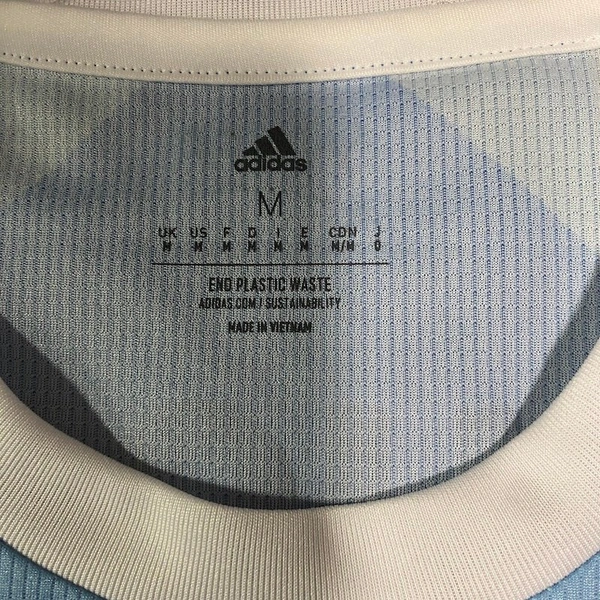 adidas
M
UK US F D I E CDN J
M M M M M M M/M O
END PLASTIC WASTE
ADIDAS.COM / SUSTAINABILITY
MADE IN VIETNAM